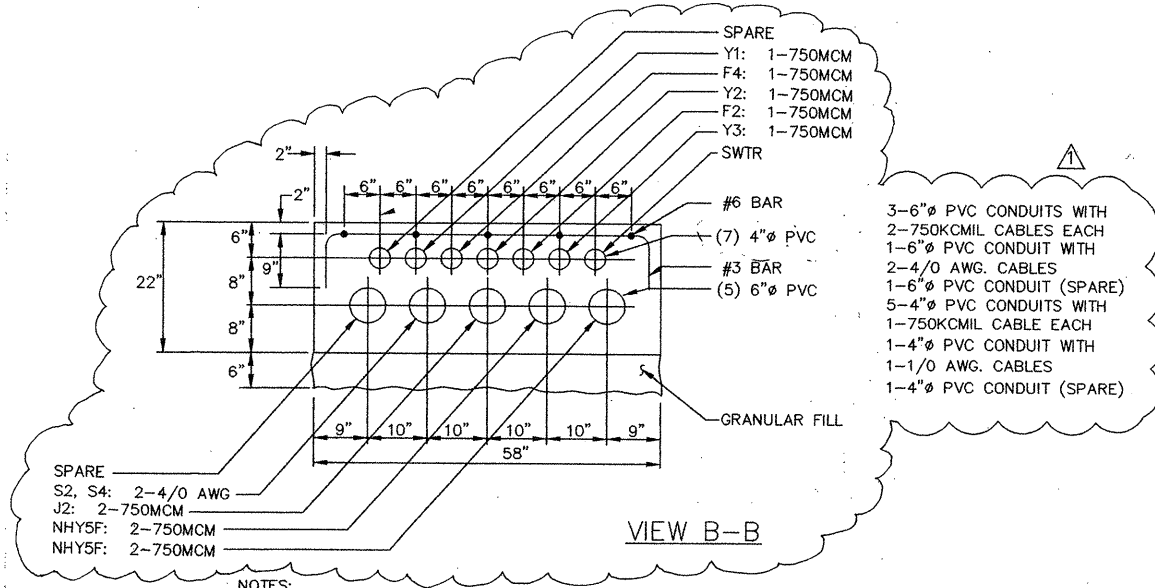 SPARE
Y1: 1-750MCM
F4: 1-750MCM
Y2: 1-750MCM
F2: 1-750MCM
Y3: 1-750MCM
SWTR
#6 BAR
(7) 4"ø PVC
#3 BAR
(5) 6"ø PVC
2"
6" 6" 6" 6" 6" 6" 6" 6"
2"
6"
9"
22"
8"
8"
6"
GRANULAR FILL
9" 10" 10" 10" 10" 9"
58"
SPARE
S2, S4: 2-4/0 AWG
J2: 2-750MCM
NHY5F: 2-750MCM
NHY5F: 2-750MCM
VIEW B-B
1
3-6"ø PVC CONDUITS WITH
2-750KCMIL CABLES EACH
1-6"ø PVC CONDUIT WITH
2-4/0 AWG. CABLES
1-6"ø PVC CONDUIT (SPARE)
5-4"ø PVC CONDUITS WITH
1-750KCMIL CABLE EACH
1-4"ø PVC CONDUIT WITH
1-1/0 AWG. CABLES
1-4"ø PVC CONDUIT (SPARE)
NOTES: